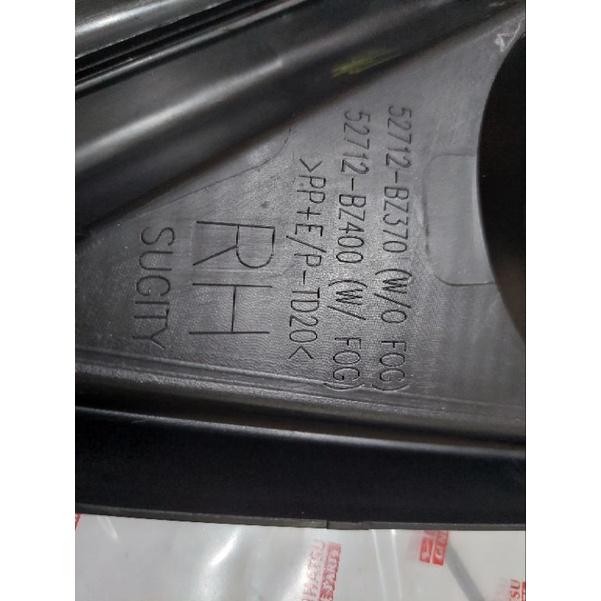 52712-BZ370 (W/O FOG)
52712-BZ400 (W/ FOG)
>PP+E/P-TD20<
RH
SUGITY